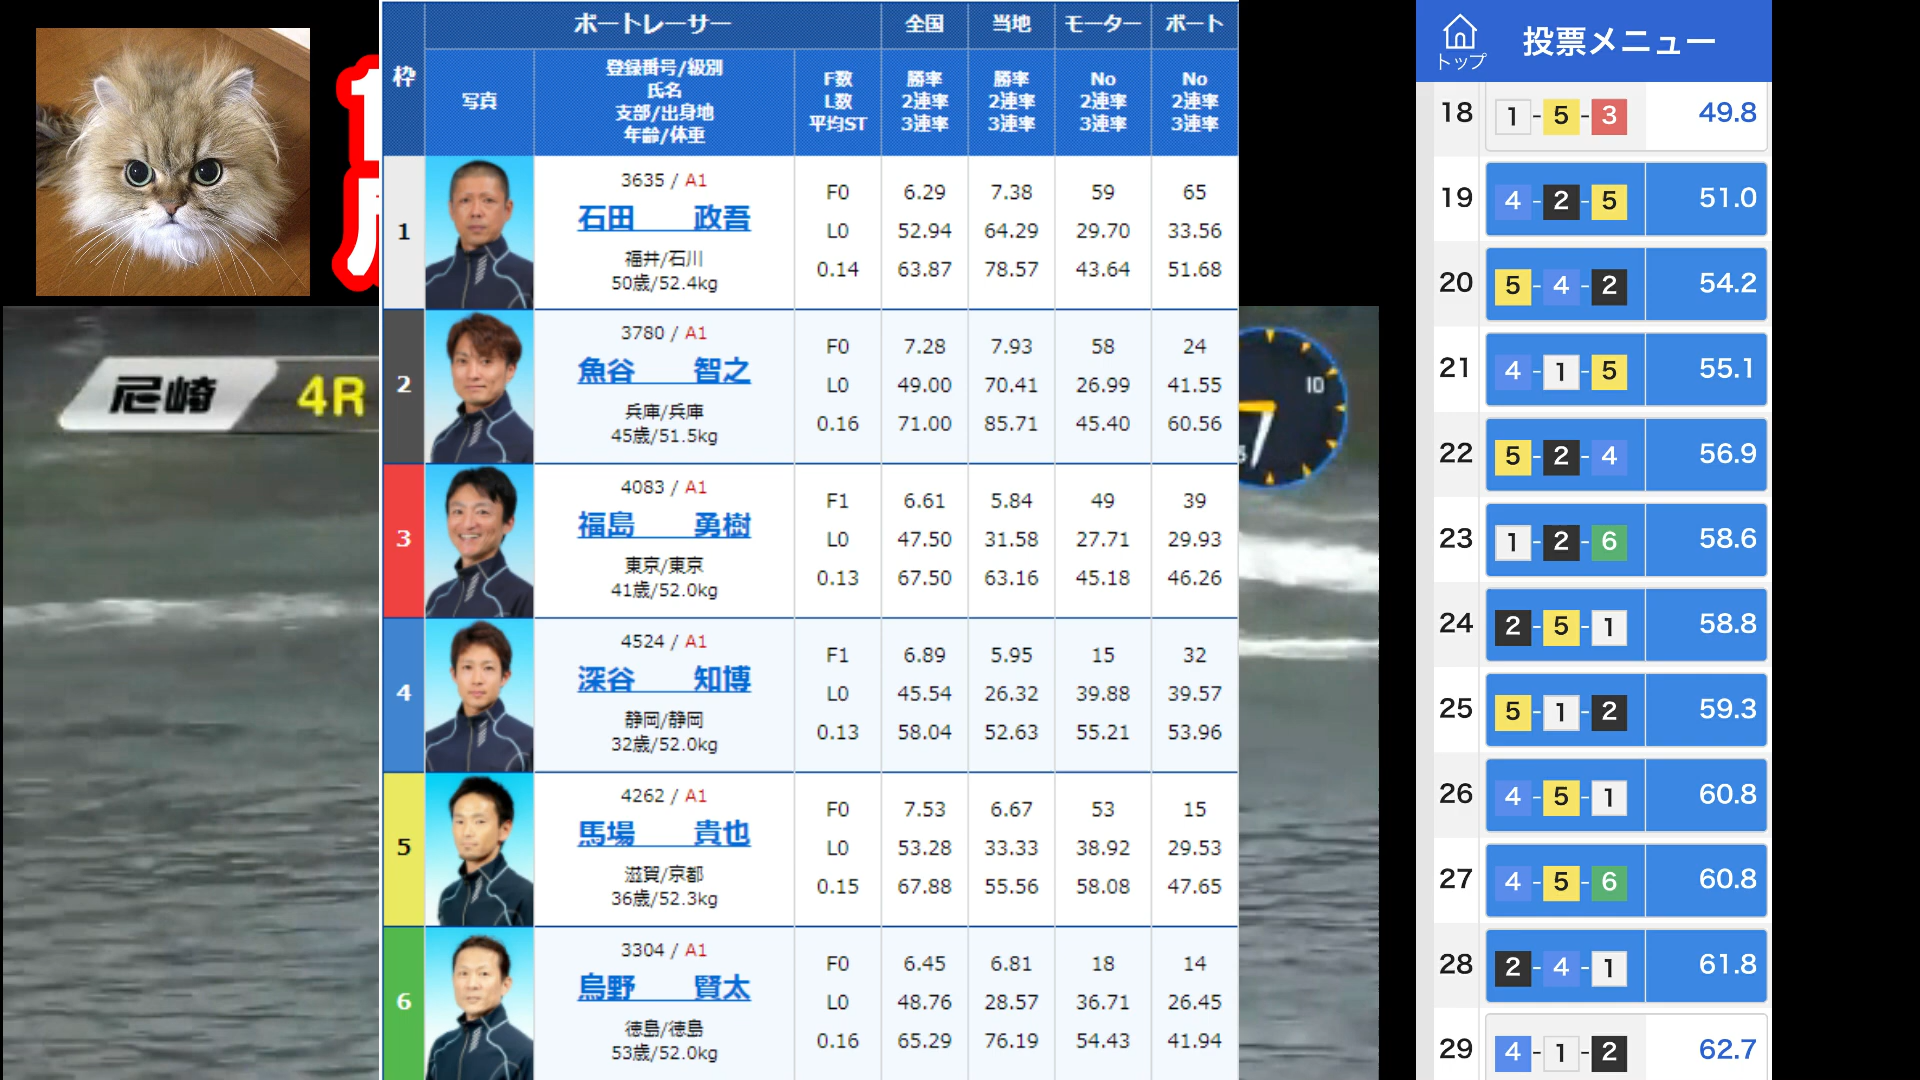 尼崎 4R
10
ボートレーサー 全国 当地 モーター ボート
枠 写真 登録番号/級別 氏名 支部/出身地 年齢/体重 F数 L数 平均ST 勝率 2連率 3連率 勝率 2連率 3連率 No 2連率 3連率 No 2連率 3連率
1
3635 / A1
石田 政吾
福井/石川
50歳/52.4kg
F0 6.29 7.38 59 65
L0 52.94 64.29 29.70 33.56
0.14 63.87 78.57 43.64 51.68
2
3780 / A1
魚谷 智之
兵庫/兵庫
45歳/51.5kg
F0 7.28 7.93 58 24
L0 49.00 70.41 26.99 41.55
0.16 71.00 85.71 45.40 60.56
3
4083 / A1
福島 勇樹
東京/東京
41歳/52.0kg
F1 6.61 5.84 49 39
L0 47.50 31.58 27.71 29.93
0.13 67.50 63.16 45.18 46.26
4
4524 / A1
深谷 知博
静岡/静岡
32歳/52.0kg
F1 6.89 5.95 15 32
L0 45.54 26.32 39.88 39.57
0.13 58.04 52.63 55.21 53.96
5
4262 / A1
馬場 貴也
滋賀/京都
36歳/52.3kg
F0 7.53 6.67 53 15
L0 53.28 33.33 38.92 29.53
0.15 67.88 55.56 58.08 47.65
6
3304 / A1
烏野 賢太
徳島/徳島
53歳/52.0kg
F0 6.45 6.81 18 14
L0 48.76 28.57 36.71 26.45
0.16 65.29 76.19 54.43 41.94
トップ 投票メニュー
18 1-5-3 49.8
19 4-2-5 51.0
20 5-4-2 54.2
21 4-1-5 55.1
22 5-2-4 56.9
23 1-2-6 58.6
24 2-5-1 58.8
25 5-1-2 59.3
26 4-5-1 60.8
27 4-5-6 60.8
28 2-4-1 61.8
29 4-1-2 62.7